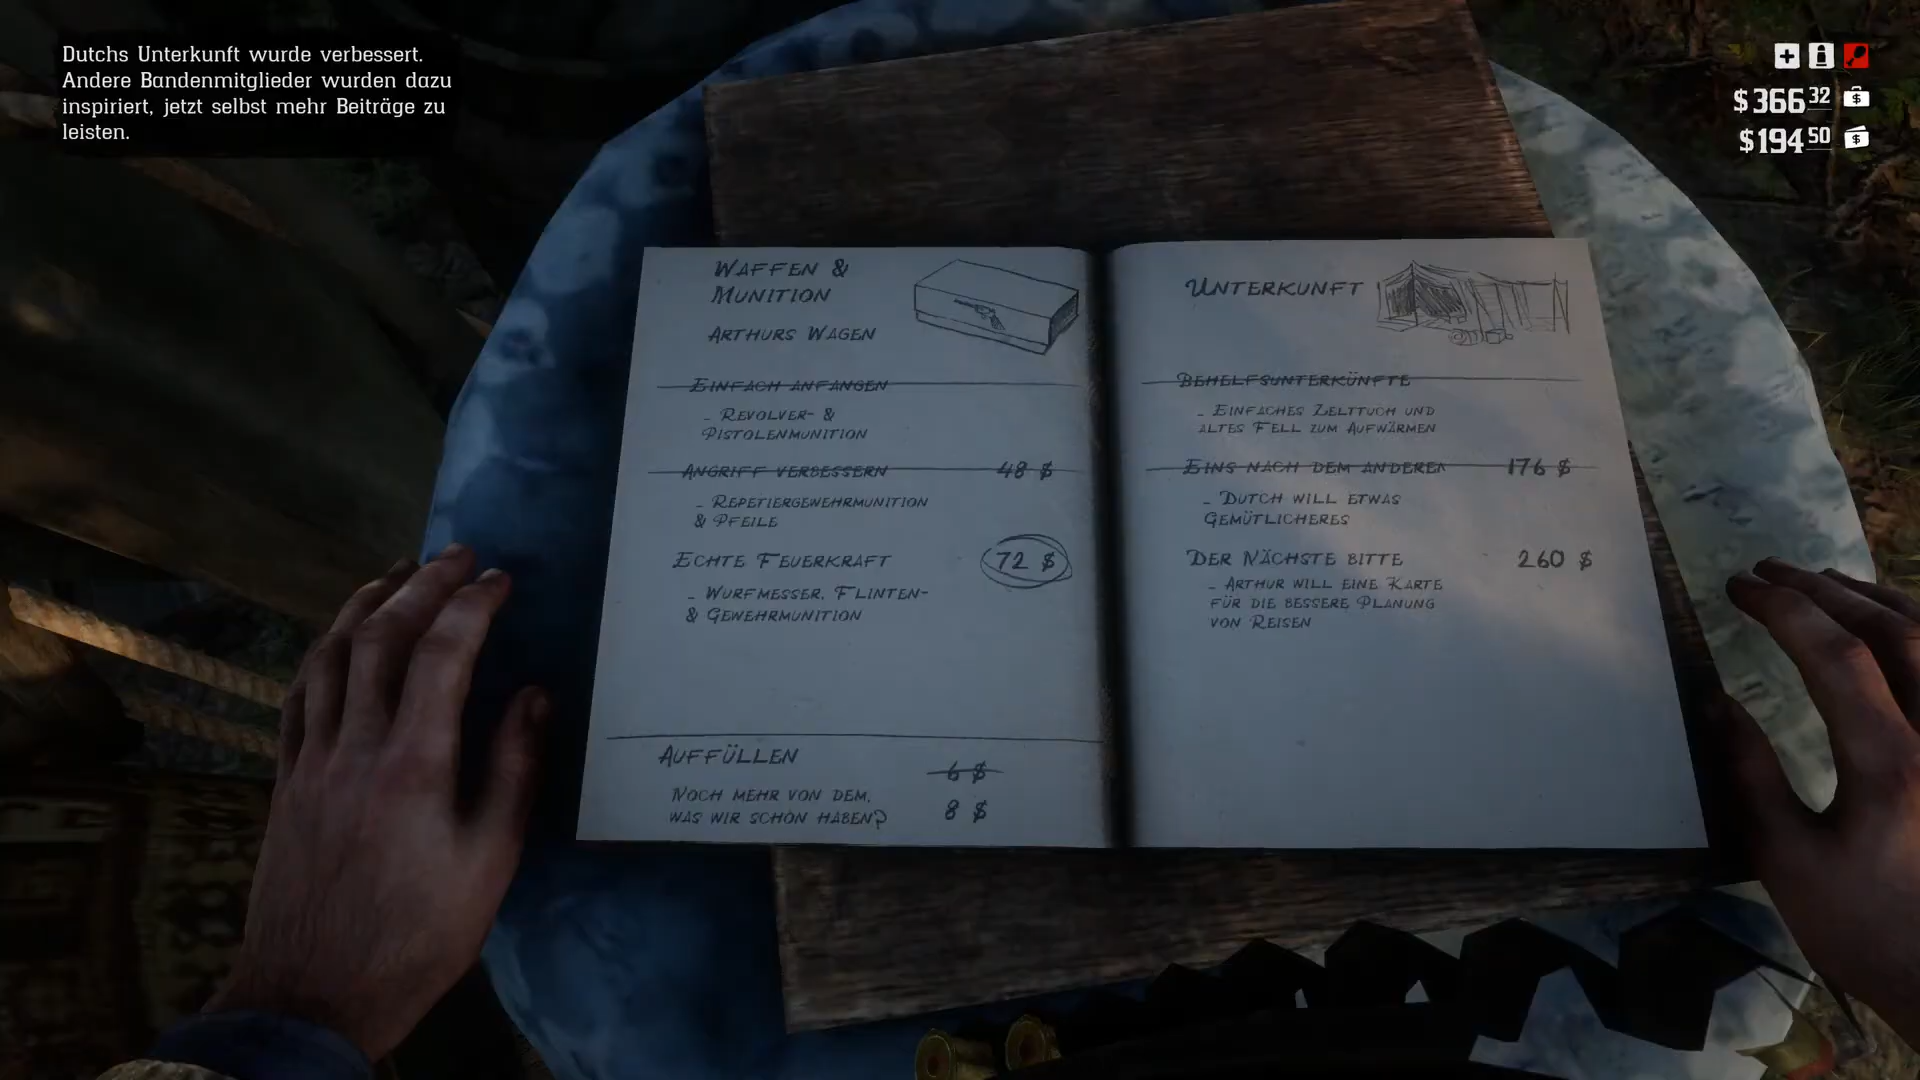 Dutchs Unterkunft wurde verbessert.
Andere Bandenmitglieder wurden dazu
inspiriert, jetzt selbst mehr Beiträge zu
leisten.
$366 32
$194 50
WAFFEN &
MUNITION
ARTHURS WAGEN
EINFACH ANFANGEN
- REVOLVER- &
PISTOLENMUNITION
ANGRIFF VERBESSERN 48 $
- REPETIERGEWEHRMUNITION
& PFEILE
ECHTE FEUERKRAFT 72 $
- WURFMESSER, FLINTEN-
& GEWEHRMUNITION
AUFFÜLLEN
6 $
NOCH MEHR VON DEM,
WAS WIR SCHON HABEN? 8 $
UNTERKUNFT
BEHELFSUNTERKÜNFTE
- EINFACHES ZELTTUCH UND
ALTES FELL ZUM AUFWÄRMEN
EINS NACH DEM ANDEREN 176 $
- DUTCH WILL ETWAS
GEMÜTLICHERES
DER NÄCHSTE BITTE 260 $
- ARTHUR WILL EINE KARTE
FÜR DIE BESSERE PLANUNG
VON REISEN